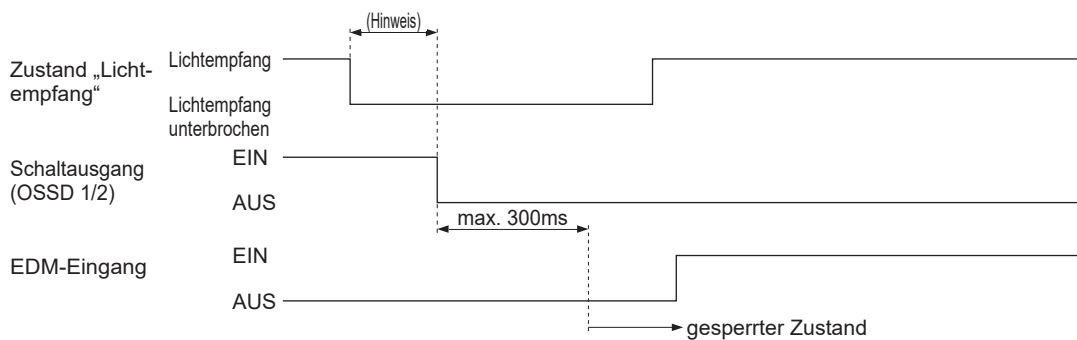 (Hinweis)
Zustand „Licht-
empfang“
Lichtempfang
Lichtempfang
unterbrochen
Schaltausgang
(OSSD 1/2)
EIN
AUS
max. 300ms
EDM-Eingang
EIN
AUS
gesperrter Zustand